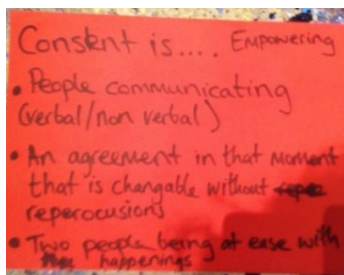 Consent is.... Empowering
• People communicating
(verbal/non verbal)
• An agreement in that moment
that is changable without
reperocusions
• Two people being at ease with
happenings